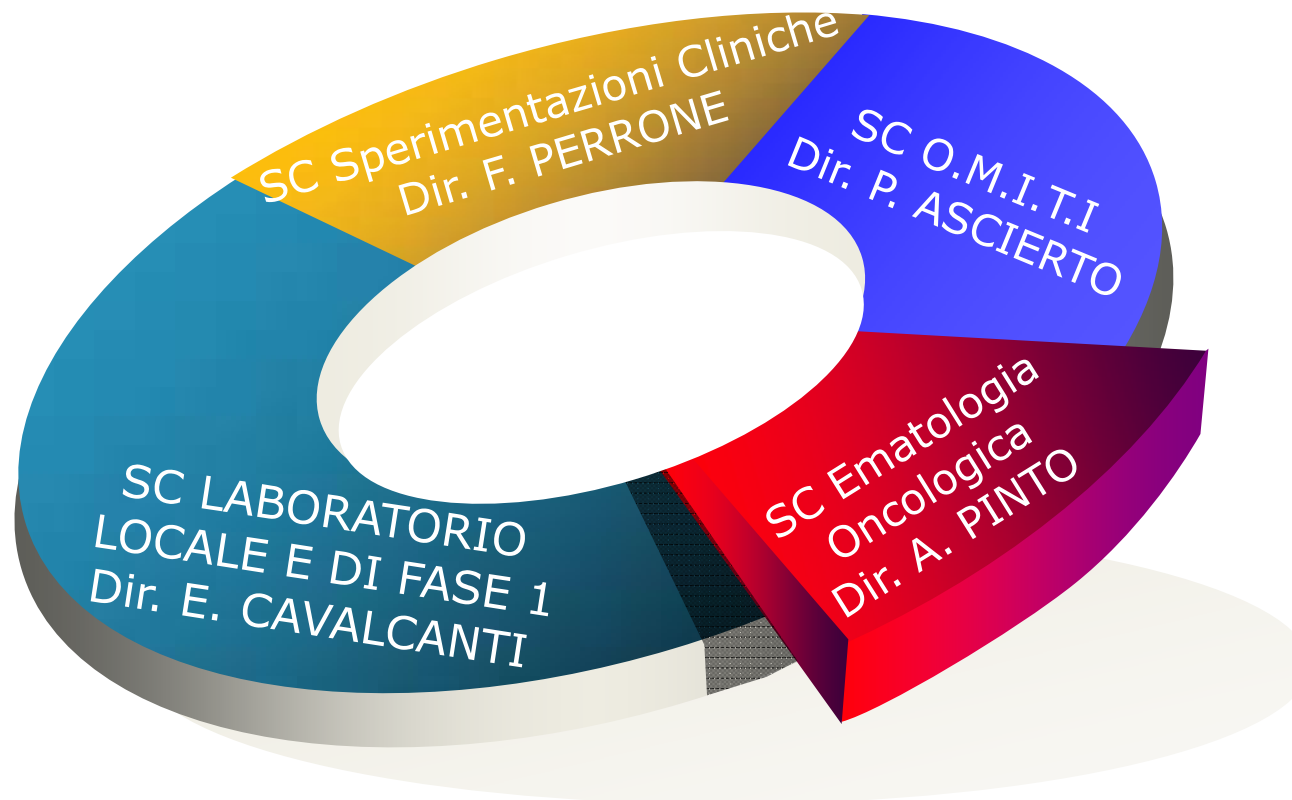 SC Sperimentazioni Cliniche
Dir. F. PERRONE
SC O.M.I.T.I
Dir. P. ASCIERTO
SC Ematologia
Oncologica
Dir. A. PINTO
SC LABORATORIO
LOCALE E DI FASE 1
Dir. E. CAVALCANTI